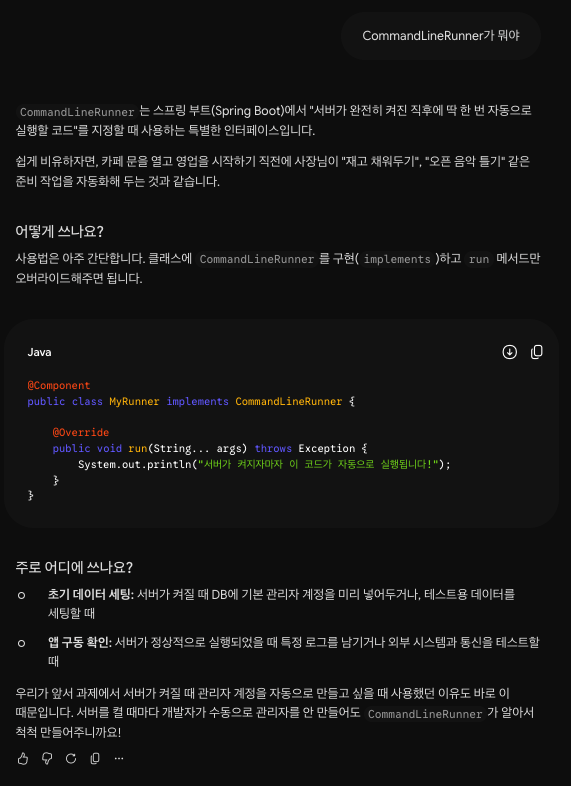 CommandLineRunner가 뭐야
CommandLineRunner 는 스프링 부트(Spring Boot)에서 "서버가 완전히 켜진 직후에 딱 한 번 자동으로
실행할 코드"를 지정할 때 사용하는 특별한 인터페이스입니다.
쉽게 비유하자면, 카페 문을 열고 영업을 시작하기 직전에 사장님이 "재고 채워두기", "오픈 음악 틀기" 같은
준비 작업을 자동화해 두는 것과 같습니다.
어떻게 쓰나요?
사용법은 아주 간단합니다. 클래스에 CommandLineRunner 를 구현( implements )하고 run 메서드만
오버라이드해주면 됩니다.
Java
@Component
public class MyRunner implements CommandLineRunner {
@Override
public void run(String... args) throws Exception {
System.out.println("서버가 켜지자마자 이 코드가 자동으로 실행됩니다!");
}
}
주로 어디에 쓰나요?
초기 데이터 세팅: 서버가 켜질 때 DB에 기본 관리자 계정을 미리 넣어두거나, 테스트용 데이터를
세팅할 때
앱 구동 확인: 서버가 정상적으로 실행되었을 때 특정 로그를 남기거나 외부 시스템과 통신을 테스트할
때
우리가 앞서 과제에서 서버가 켜질 때 관리자 계정을 자동으로 만들고 싶을 때 사용했던 이유도 바로 이
때문입니다. 서버를 켤 때마다 개발자가 수동으로 관리자를 안 만들어도 CommandLineRunner 가 알아서
척척 만들어주니까요!